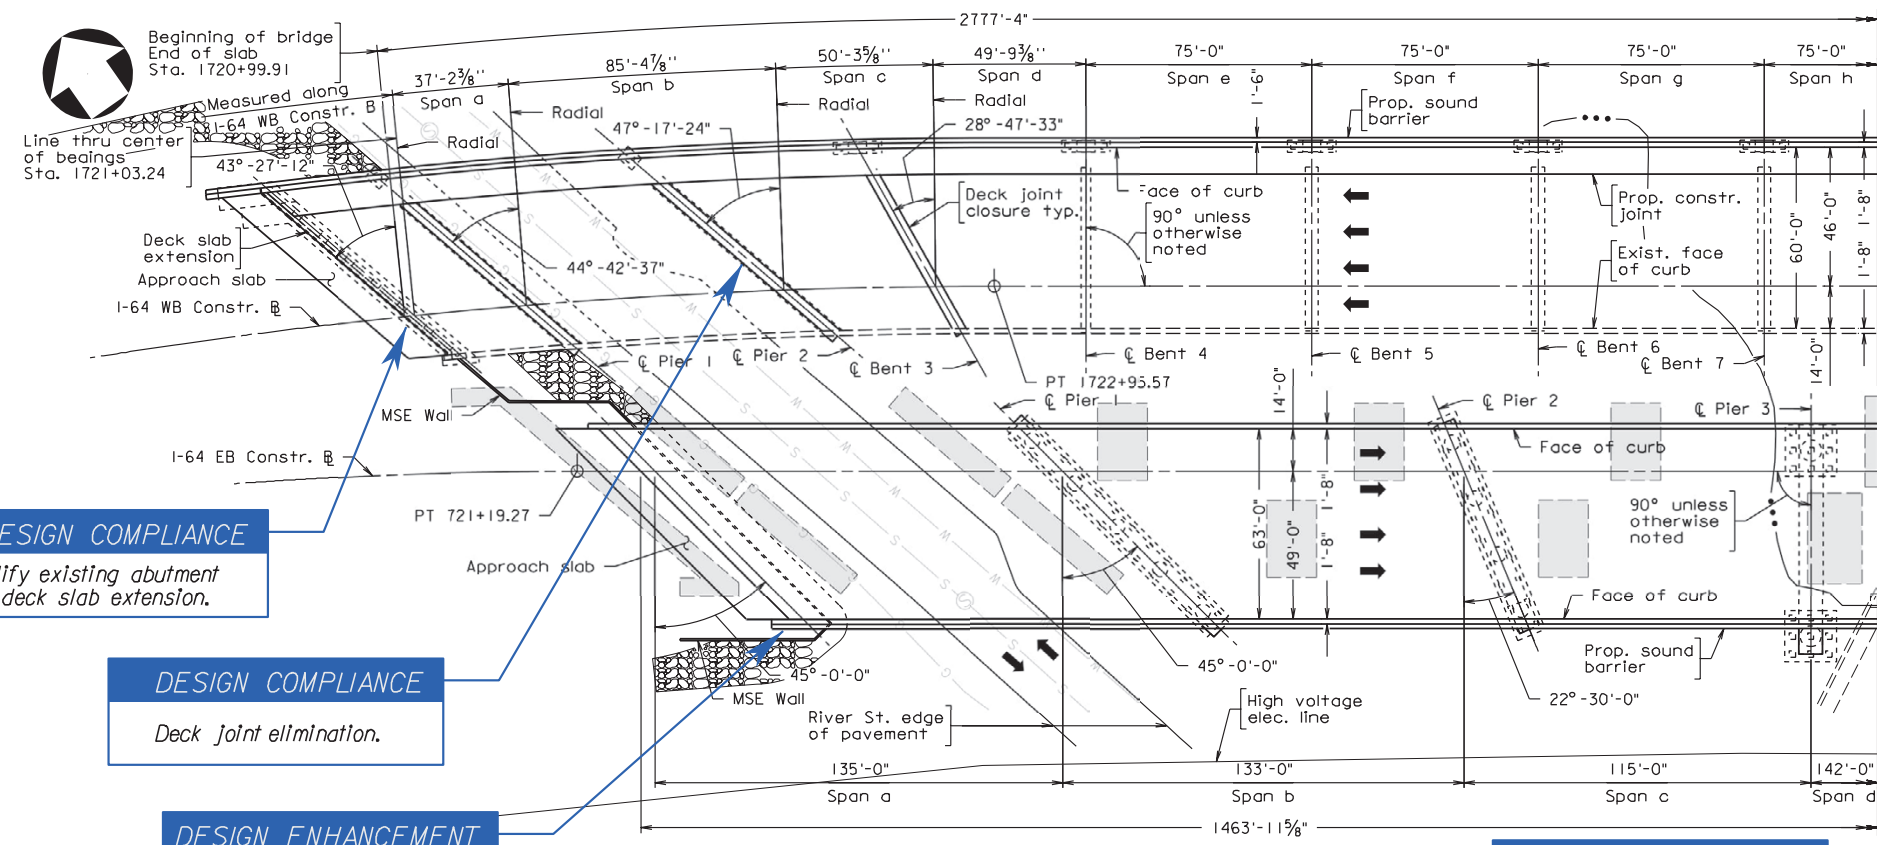 2777'-4"
Beginning of bridge
End of slab
Sta. 1720+99.91
37'-2⅜''
Span a
85'-4⅞''
Span b
50'-3⅝''
Span c
49'-9⅜''
Span d
75'-0"
Span e
75'-0"
Span f
75'-0"
Span g
75'-0"
Span h
1'-6"
Measured along
I-64 WB Constr. ℄
Radial
Radial
Radial
Radial
Line thru center
of beaings
Sta. 1721+03.24
43°-27'-12"
47°-17'-24"
28°-47'-33"
44°-42'-37"
Prop. sound
barrier
Face of curb
Deck joint
closure typ.
90° unless
otherwise
noted
Prop. constr.
joint
Exist. face
of curb
60'-0"
46'-0"
1'-8"
1'-8"
Deck slab
extension
Approach slab
I-64 WB Constr. ℄
℄ Pier 1
℄ Pier 2
℄ Bent 3
℄ Bent 4
℄ Bent 5
℄ Bent 6
℄ Bent 7
PT 1722+95.57
MSE Wall
℄ Pier 1
℄ Pier 2
℄ Pier 3
14'-0"
14'-0"
Face of curb
I-64 EB Constr. ℄
PT 721+19.27
63'-0"
49'-0"
1'-8"
1'-8"
90° unless
otherwise
noted
Approach slab
Face of curb
45°-0'-0"
MSE Wall
45°-0'-0"
22°-30'-0"
Prop. sound
barrier
River St. edge
of pavement
High voltage
elec. line
ESIGN COMPLIANCE
ify existing abutment
deck slab extension.
DESIGN COMPLIANCE
Deck joint elimination.
DESIGN ENHANCEMENT
135'-0"
Span a
133'-0"
Span b
115'-0"
Span c
142'-0"
Span d
1463'-11⅝"
W
S
G
W
S
G
W
S
G